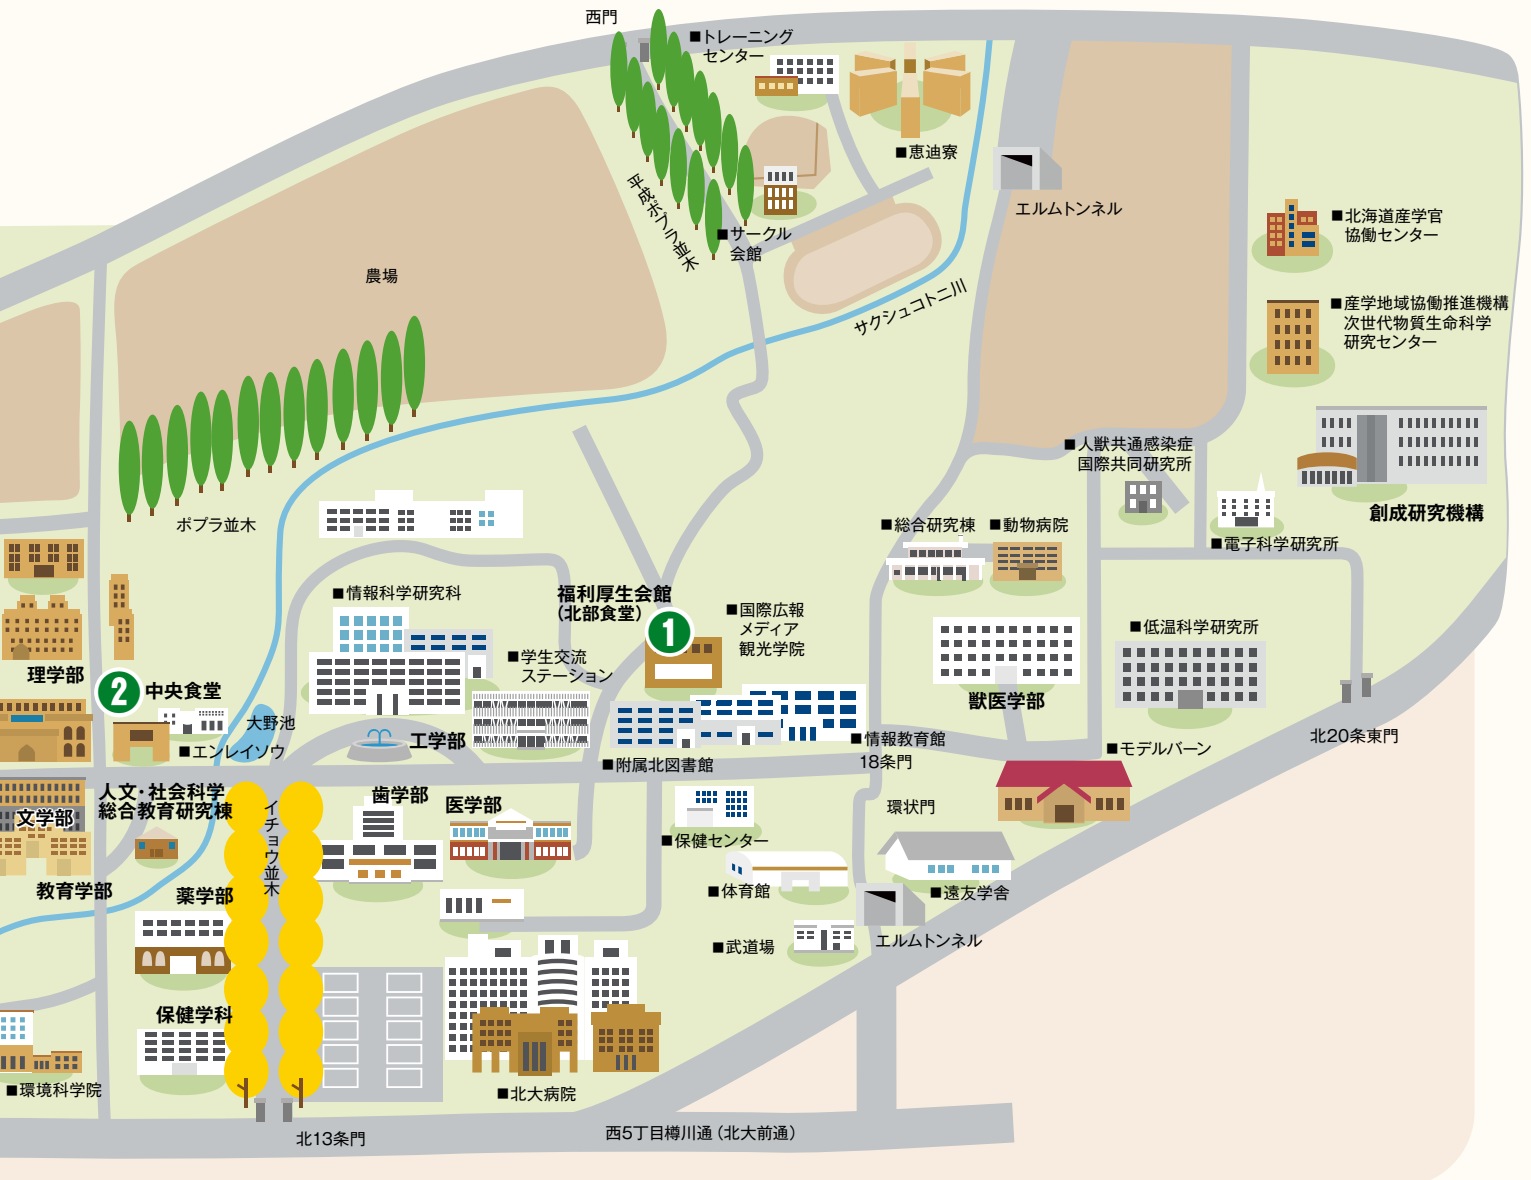 西門
■トレーニング
センター
■恵迪寮
平成ポプラ並木
■サークル
会館
エルムトンネル
■北海道産学官
協働センター
農場
サクシュコトニ川
■産学地域協働推進機構
次世代物質生命科学
研究センター
■人獣共通感染症
国際共同研究所
創成研究機構
ポプラ並木
■総合研究棟
■動物病院
■電子科学研究所
■情報科学研究科
福利厚生会館
(北部食堂)
1
■国際広報
メディア
観光学院
■低温科学研究所
■学生交流
ステーション
理学部
2
中央食堂
獣医学部
大野池
■エンレイソウ
工学部
■情報教育館
18条門
■モデルバーン
北20条東門
■附属北図書館
人文・社会科学
総合教育研究棟
イチョウ並木
歯学部
医学部
環状門
文学部
■保健センター
教育学部
薬学部
■体育館
■遠友学舎
■武道場
エルムトンネル
保健学科
■環境科学院
■北大病院
北13条門
西5丁目樽川通(北大前通)